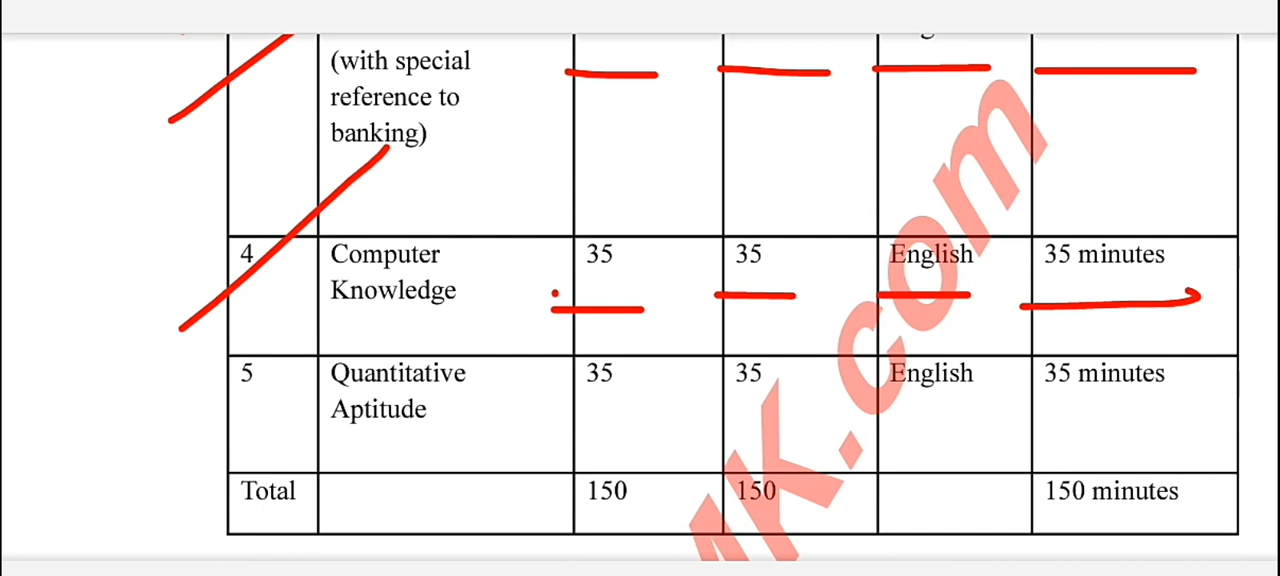 (with special
reference to
banking)
4 Computer 35 35 English 35 minutes
Knowledge
5 Quantitative 35 35 English 35 minutes
Aptitude
Total 150 150 150 minutes
K.com